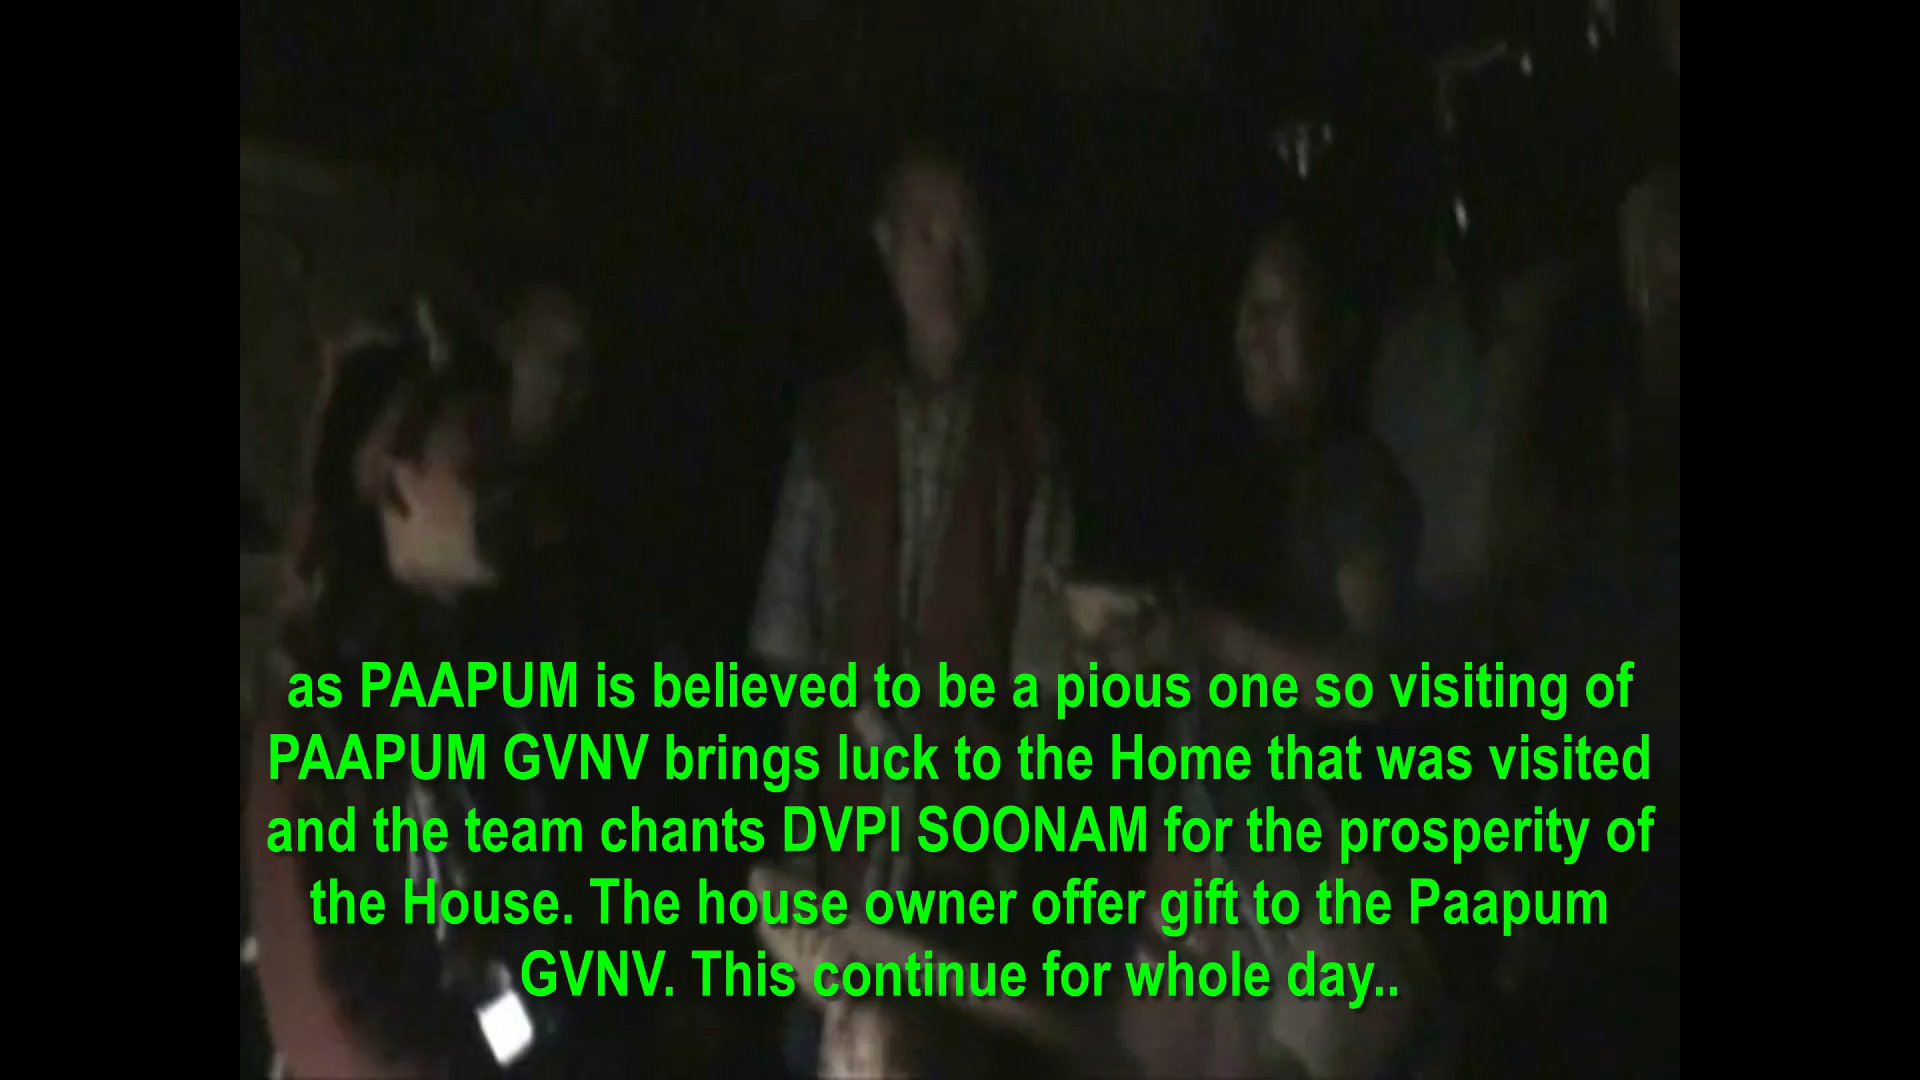 as PAAPUM is believed to be a pious one so visiting of
PAAPUM GVNV brings luck to the Home that was visited
and the team chants DVPI SOONAM for the prosperity of
the House. The house owner offer gift to the Paapum
GVNV. This continue for whole day..